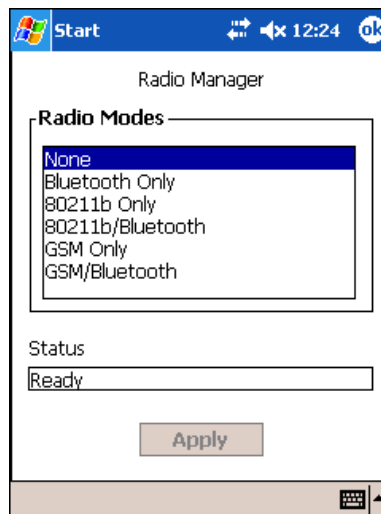 Start 12:24 ok
Radio Manager
Radio Modes
None
Bluetooth Only
80211b Only
80211b/Bluetooth
GSM Only
GSM/Bluetooth
Status
Ready
Apply